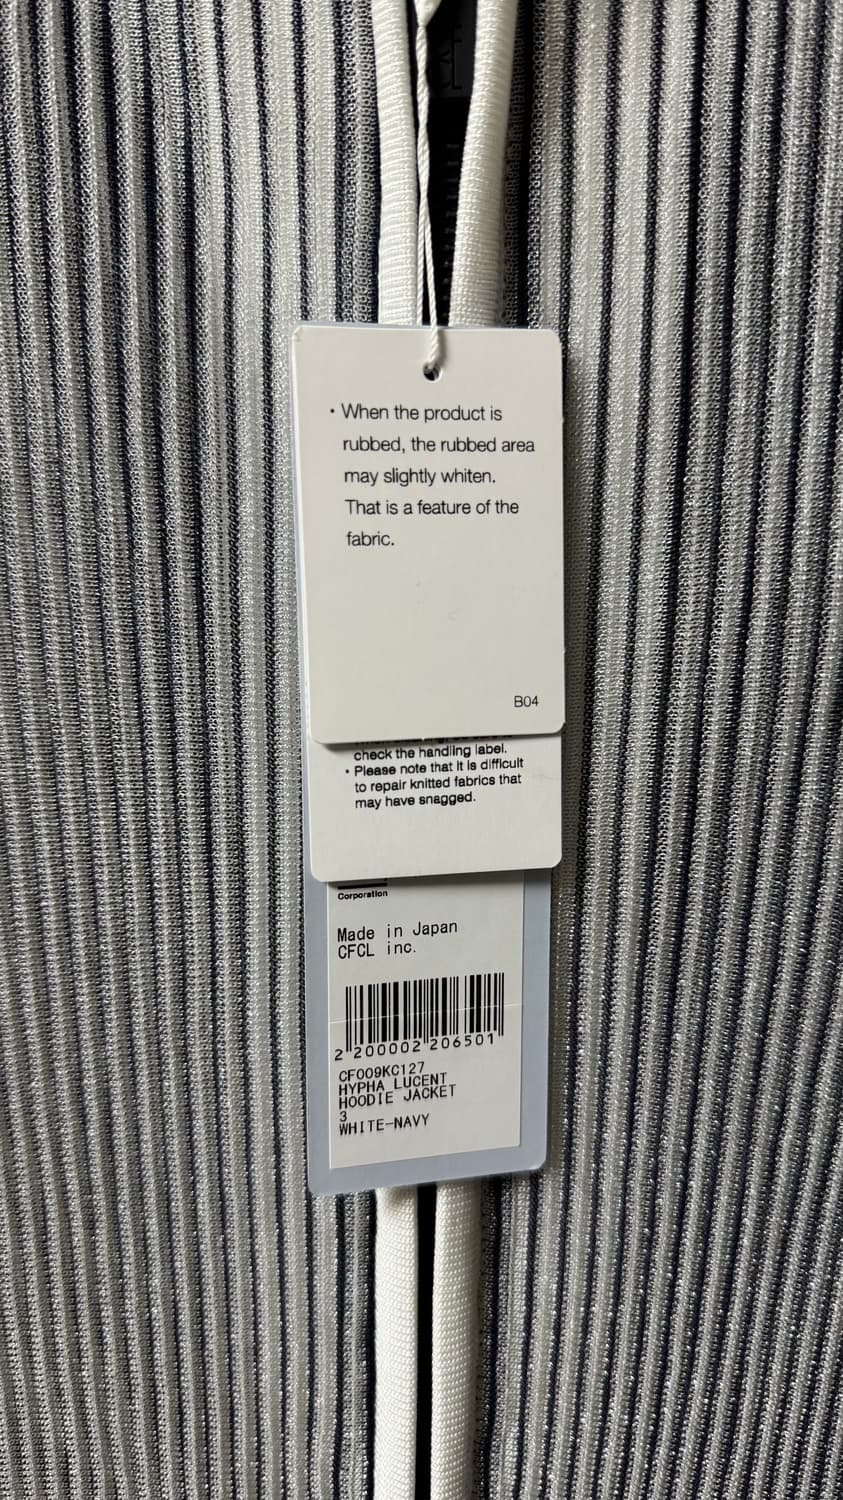 • When the product is
rubbed, the rubbed area
may slightly whiten.
That is a feature of the
fabric.
B04
check the handling label.
• Please note that it is difficult
to repair knitted fabrics that
may have snagged.
Corporation
Made in Japan
CFCL inc.
2 200002 206501
CF009KC127
HYPHA LUCENT
HOODIE JACKET
3
WHITE-NAVY